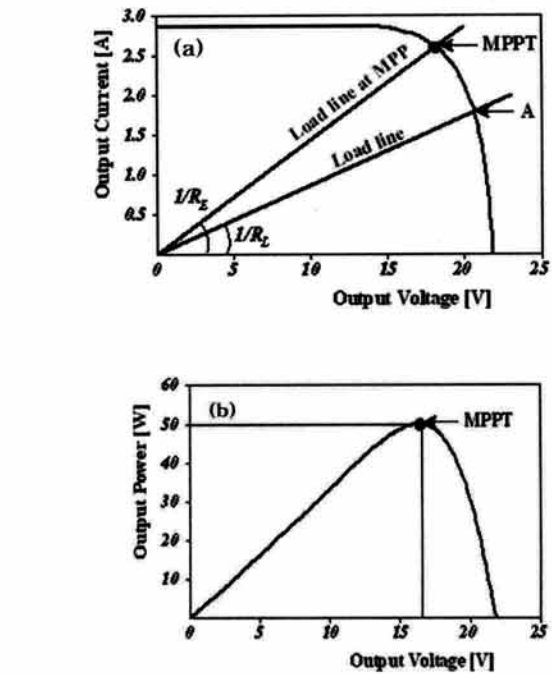 3.0
(a)
MPPT
2.5
Load line at MPP
2.0
A
1.5
Load line
1.0
1/R_E
0.5
1/R_L
0 5 10 15 20 25
Output Current [A]
Output Voltage [V]
60
(b)
MPPT
50
40
30
20
10
0 5 10 15 20 25
Output Power [W]
Output Voltage [V]